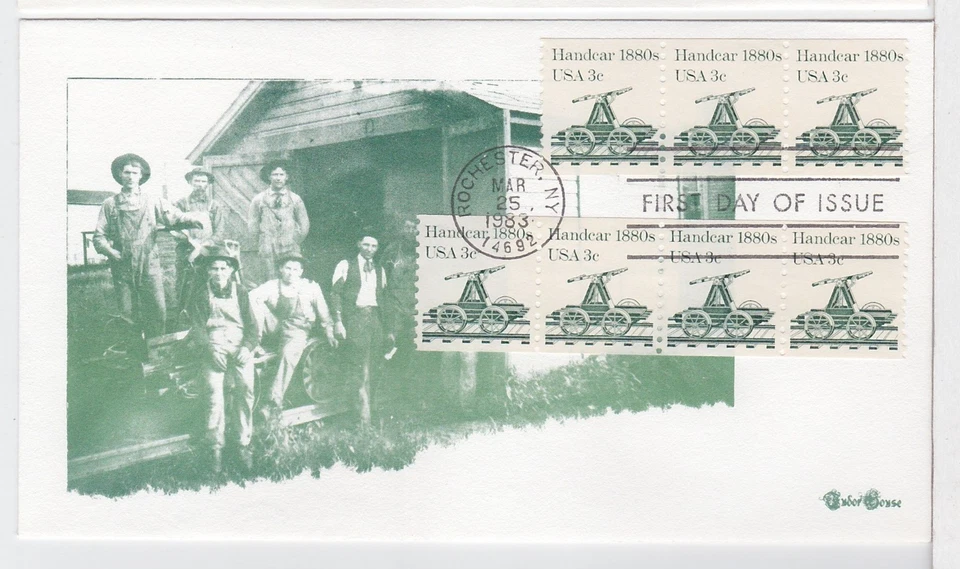 Handcar 1880s Handcar 1880s Handcar 1880s
USA 3c USA 3c USA 3c
ROCHESTER, NY
MAR
25
1983
14692
FIRST DAY OF ISSUE
Handcar 1880s Handcar 1880s Handcar 1880s Handcar 1880s
USA 3c USA 3c USA 3c USA 3c
Tudor House